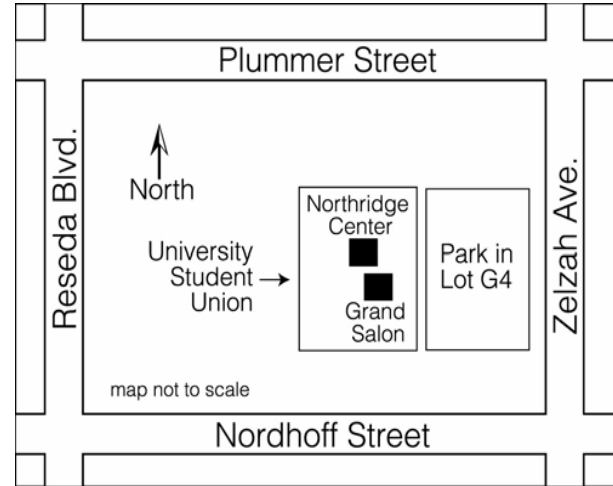 Plummer Street
Reseda Blvd.
North
University
Student
Union
Northridge
Center
Grand
Salon
Park in
Lot G4
Zelzah Ave.
map not to scale
Nordhoff Street